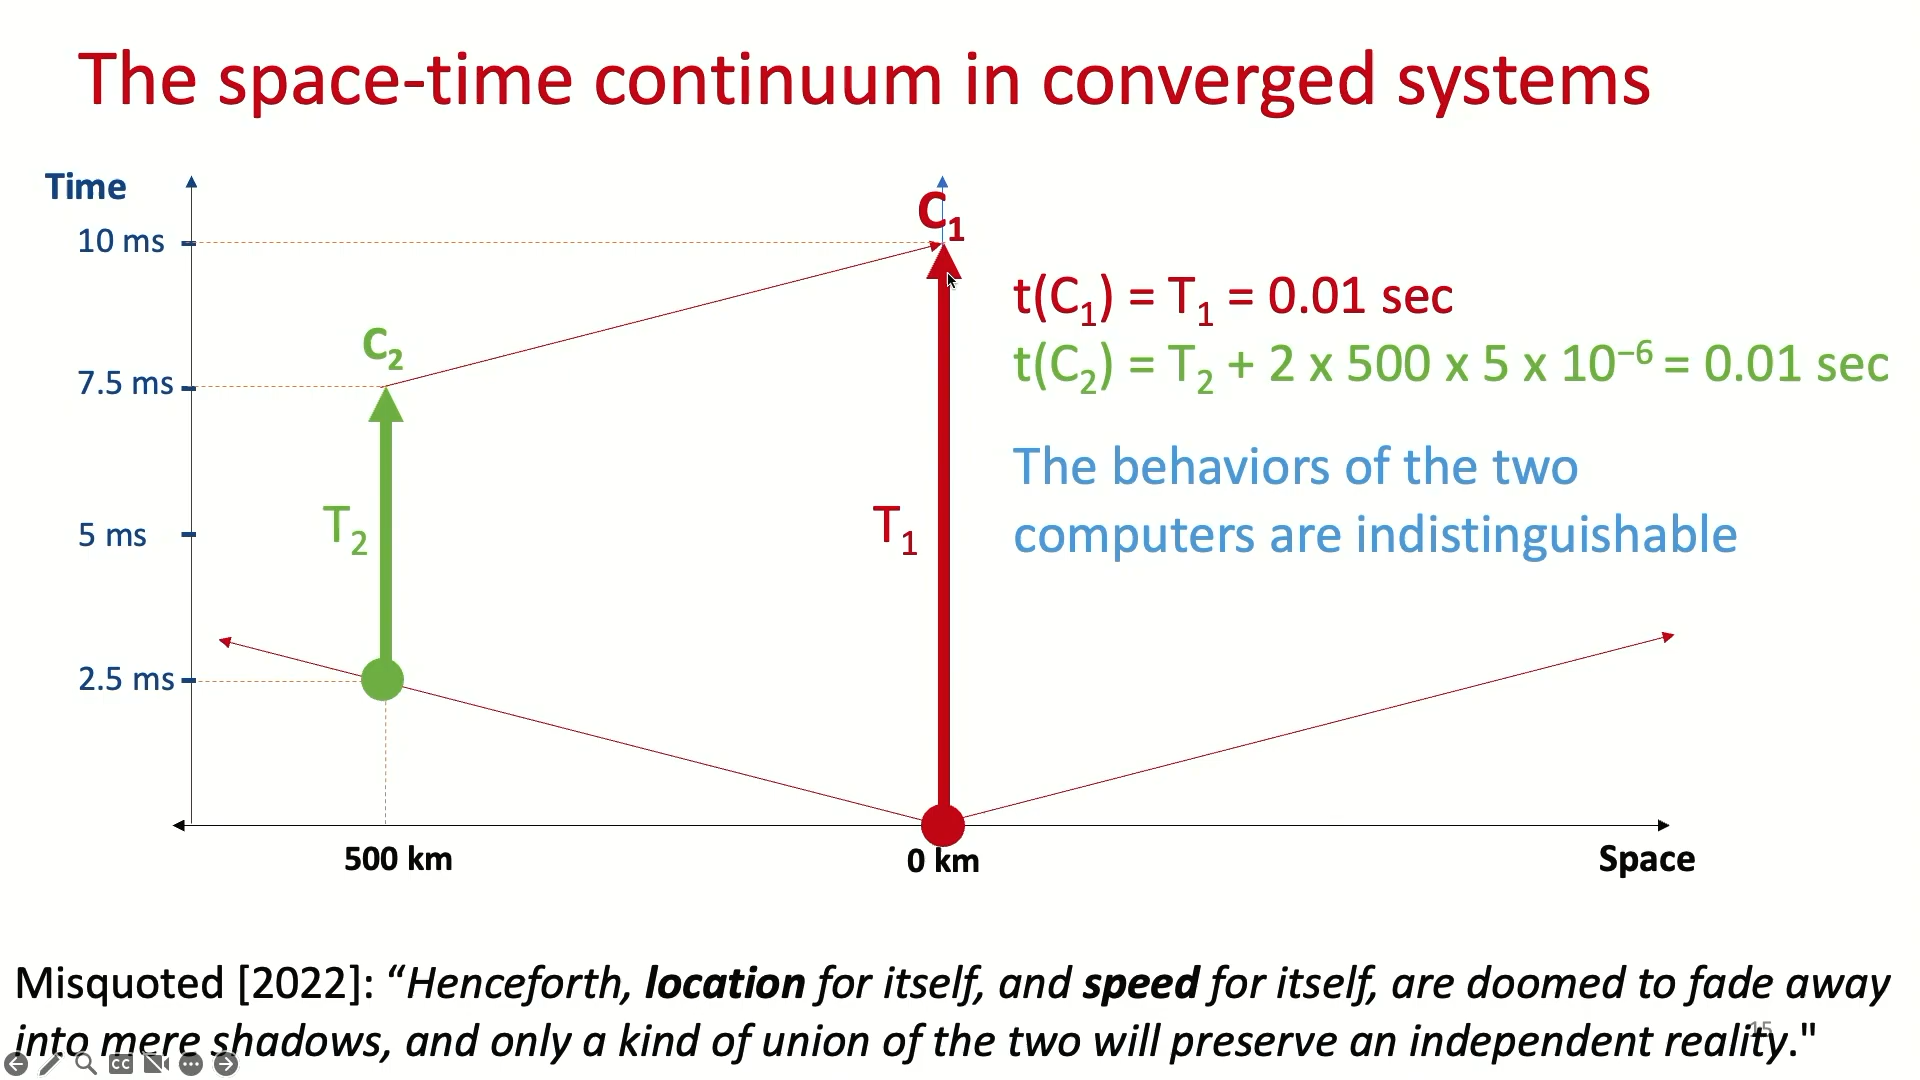 The space-time continuum in converged systems
Time
10 ms
7.5 ms
5 ms
2.5 ms
C₁
C₂
T₂
T₁
t(C₁) = T₁ = 0.01 sec
t(C₂) = T₂ + 2 x 500 x 5 x 10⁻⁶ = 0.01 sec
The behaviors of the two
computers are indistinguishable
500 km
0 km
Space
Misquoted [2022]: “Henceforth, location for itself, and speed for itself, are doomed to fade away
into mere shadows, and only a kind of union of the two will preserve an independent reality."
15
CC